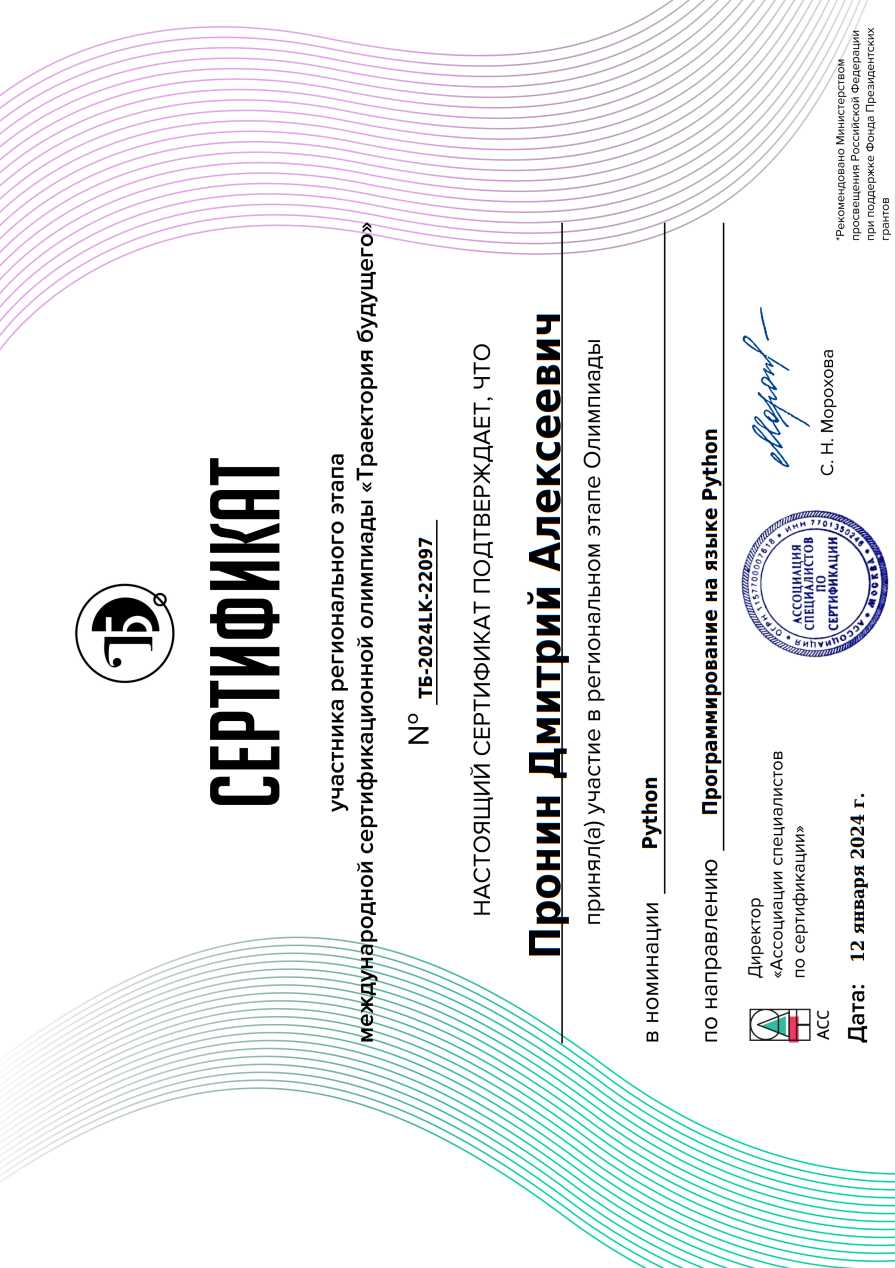 ТБ
СЕРТИФИКАТ
участника регионального этапа
международной сертификационной олимпиады «Траектория будущего»
№ ТБ-2024LK-22097
НАСТОЯЩИЙ СЕРТИФИКАТ ПОДТВЕРЖДАЕТ, ЧТО
Пронин Дмитрий Алексеевич
принял(а) участие в региональном этапе Олимпиады
в номинации Python
по направлению Программирование на языке Python
АСС
Директор
«Ассоциации специалистов
по сертификации»
АССОЦИАЦИЯ
СПЕЦИАЛИСТОВ
ПО
СЕРТИФИКАЦИИ
ОГРН 1157700007618 * ИНН 7701350246
* МОСКВА * АССОЦИАЦИЯ *
С. Н. Морохова
Дата: 12 января 2024 г.
*Рекомендовано Министерством
просвещения Российской Федерации
при поддержке Фонда Президентских
грантов